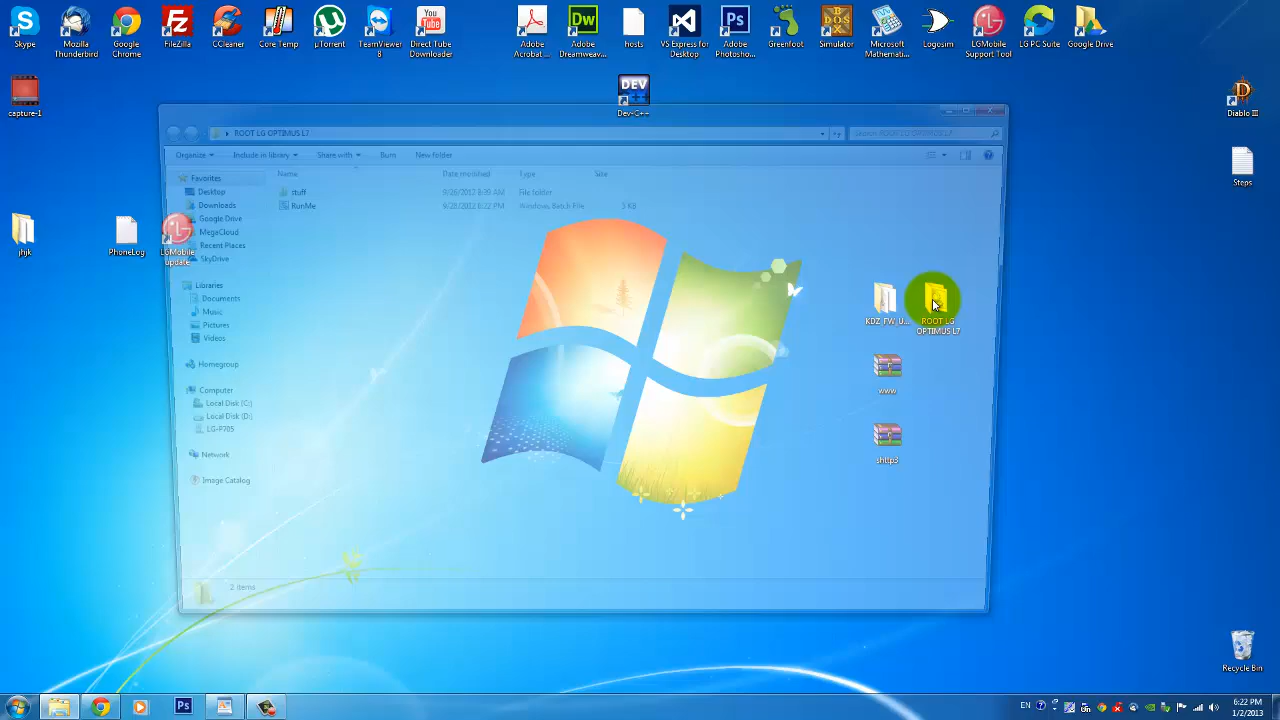 Skype
Mozilla Thunderbird
Google Chrome
FileZilla
CCleaner
Core Temp
µTorrent
TeamViewer 8
Direct Tube Downloader
Adobe Acrobat...
Adobe Dreamweav...
hosts
VS Express for Desktop
Adobe Photosho...
Greenfoot
Simulator
Microsoft Mathemati...
Logosim
LGMobile Support Tool
LG PC Suite
Google Drive
capture-1
DEV
Dev-C++
Diablo III
ROOT LG OPTIMUS L7
Search ROOT LG OPTIMUS L7
Organize
Include in library
Share with
Burn
New folder
Favorites
Name
Date modified
Type
Size
Desktop
stuff
9/26/2012 8:39 AM
File folder
Downloads
RunMe
9/28/2012 6:22 PM
Windows Batch File
5 KB
Google Drive
MegaCloud
Recent Places
SkyDrive
Libraries
Documents
Music
Pictures
Videos
Homegroup
Computer
Local Disk (C:)
Local Disk (D:)
LG-P705
Network
Image Catalog
2 items
jhjk
PhoneLog
LGMobile update
Steps
KDZ_FW_U...
ROOT LG OPTIMUS L7
www
shttp3
Recycle Bin
EN
6:22 PM
1/2/2013